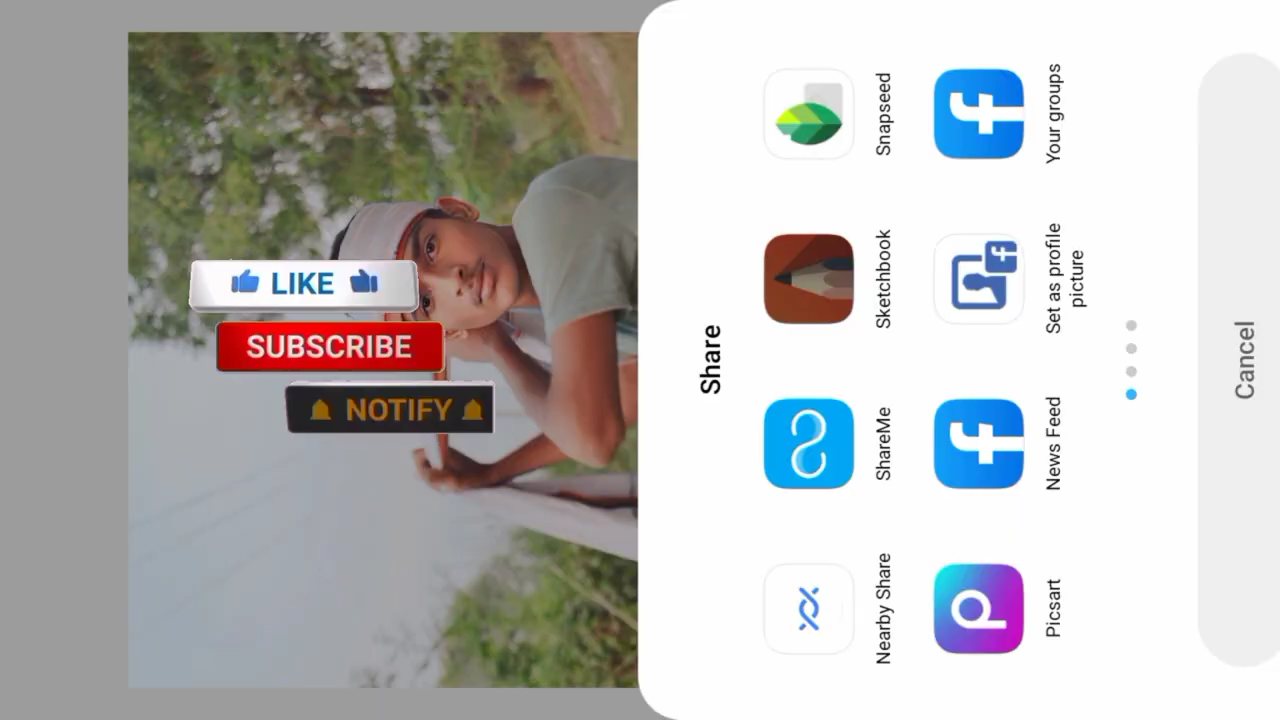 LIKE
SUBSCRIBE
NOTIFY
Share
Nearby Share
ShareMe
Sketchbook
Snapseed
Picsart
News Feed
Set as profile
picture
Your groups
Cancel